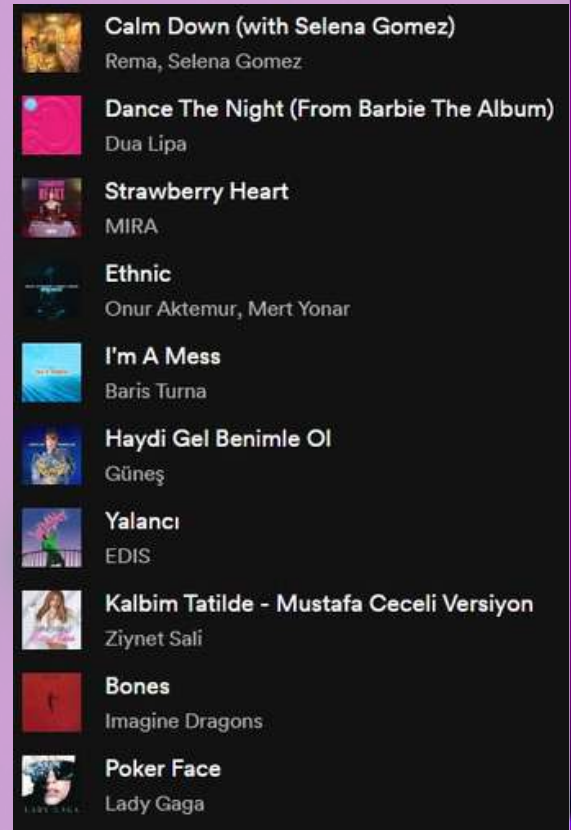 Calm Down (with Selena Gomez)
Rema, Selena Gomez
Dance The Night (From Barbie The Album)
Dua Lipa
Strawberry Heart
MIRA
Ethnic
Onur Aktemur, Mert Yonar
I'm A Mess
Baris Turna
Haydi Gel Benimle Ol
Güneş
Yalancı
EDIS
Kalbim Tatilde - Mustafa Ceceli Versiyon
Ziynet Sali
Bones
Imagine Dragons
Poker Face
Lady Gaga
LADY GAGA